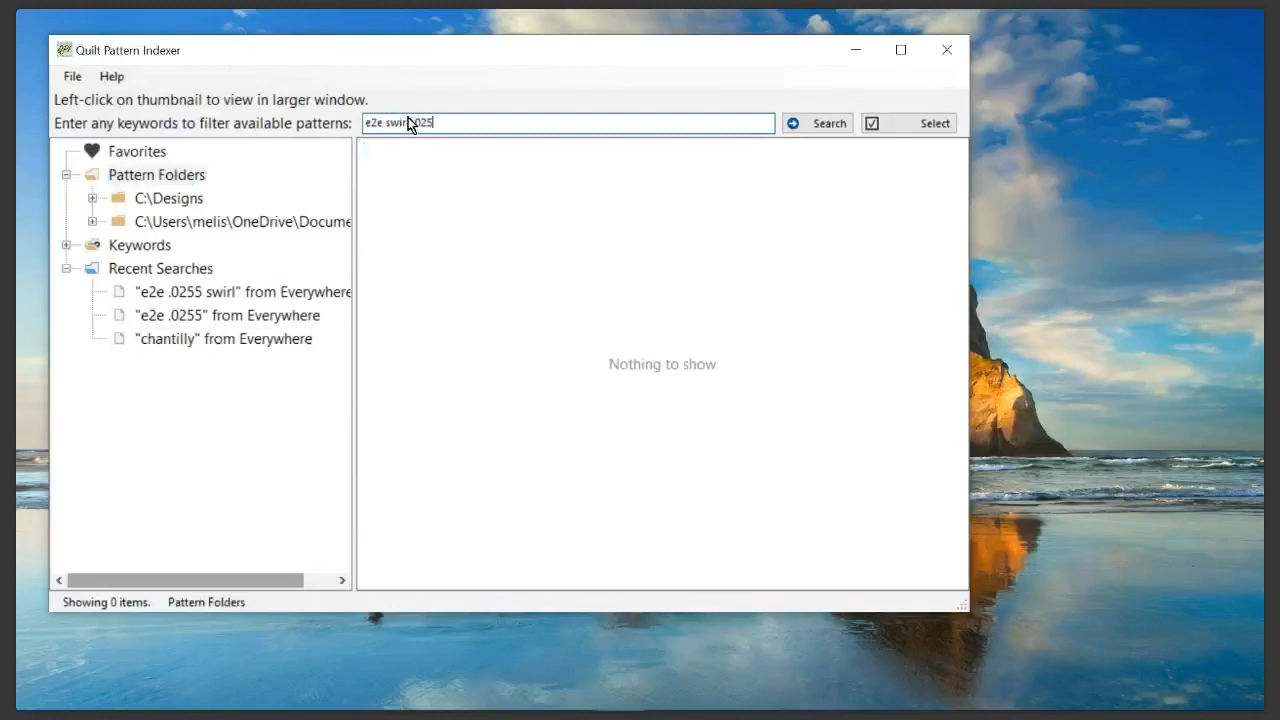 Quilt Pattern Indexer
File Help
Left-click on thumbnail to view in larger window.
Enter any keywords to filter available patterns: e2e 025 Search Select
Favorites
Pattern Folders
C:\Designs
C:\Users\melis\OneDrive\Docume
Keywords
Recent Searches
"e2e .0255 swirl" from Everywhere
"e2e .0255" from Everywhere
"chantilly" from Everywhere
Nothing to show
Showing 0 items. Pattern Folders